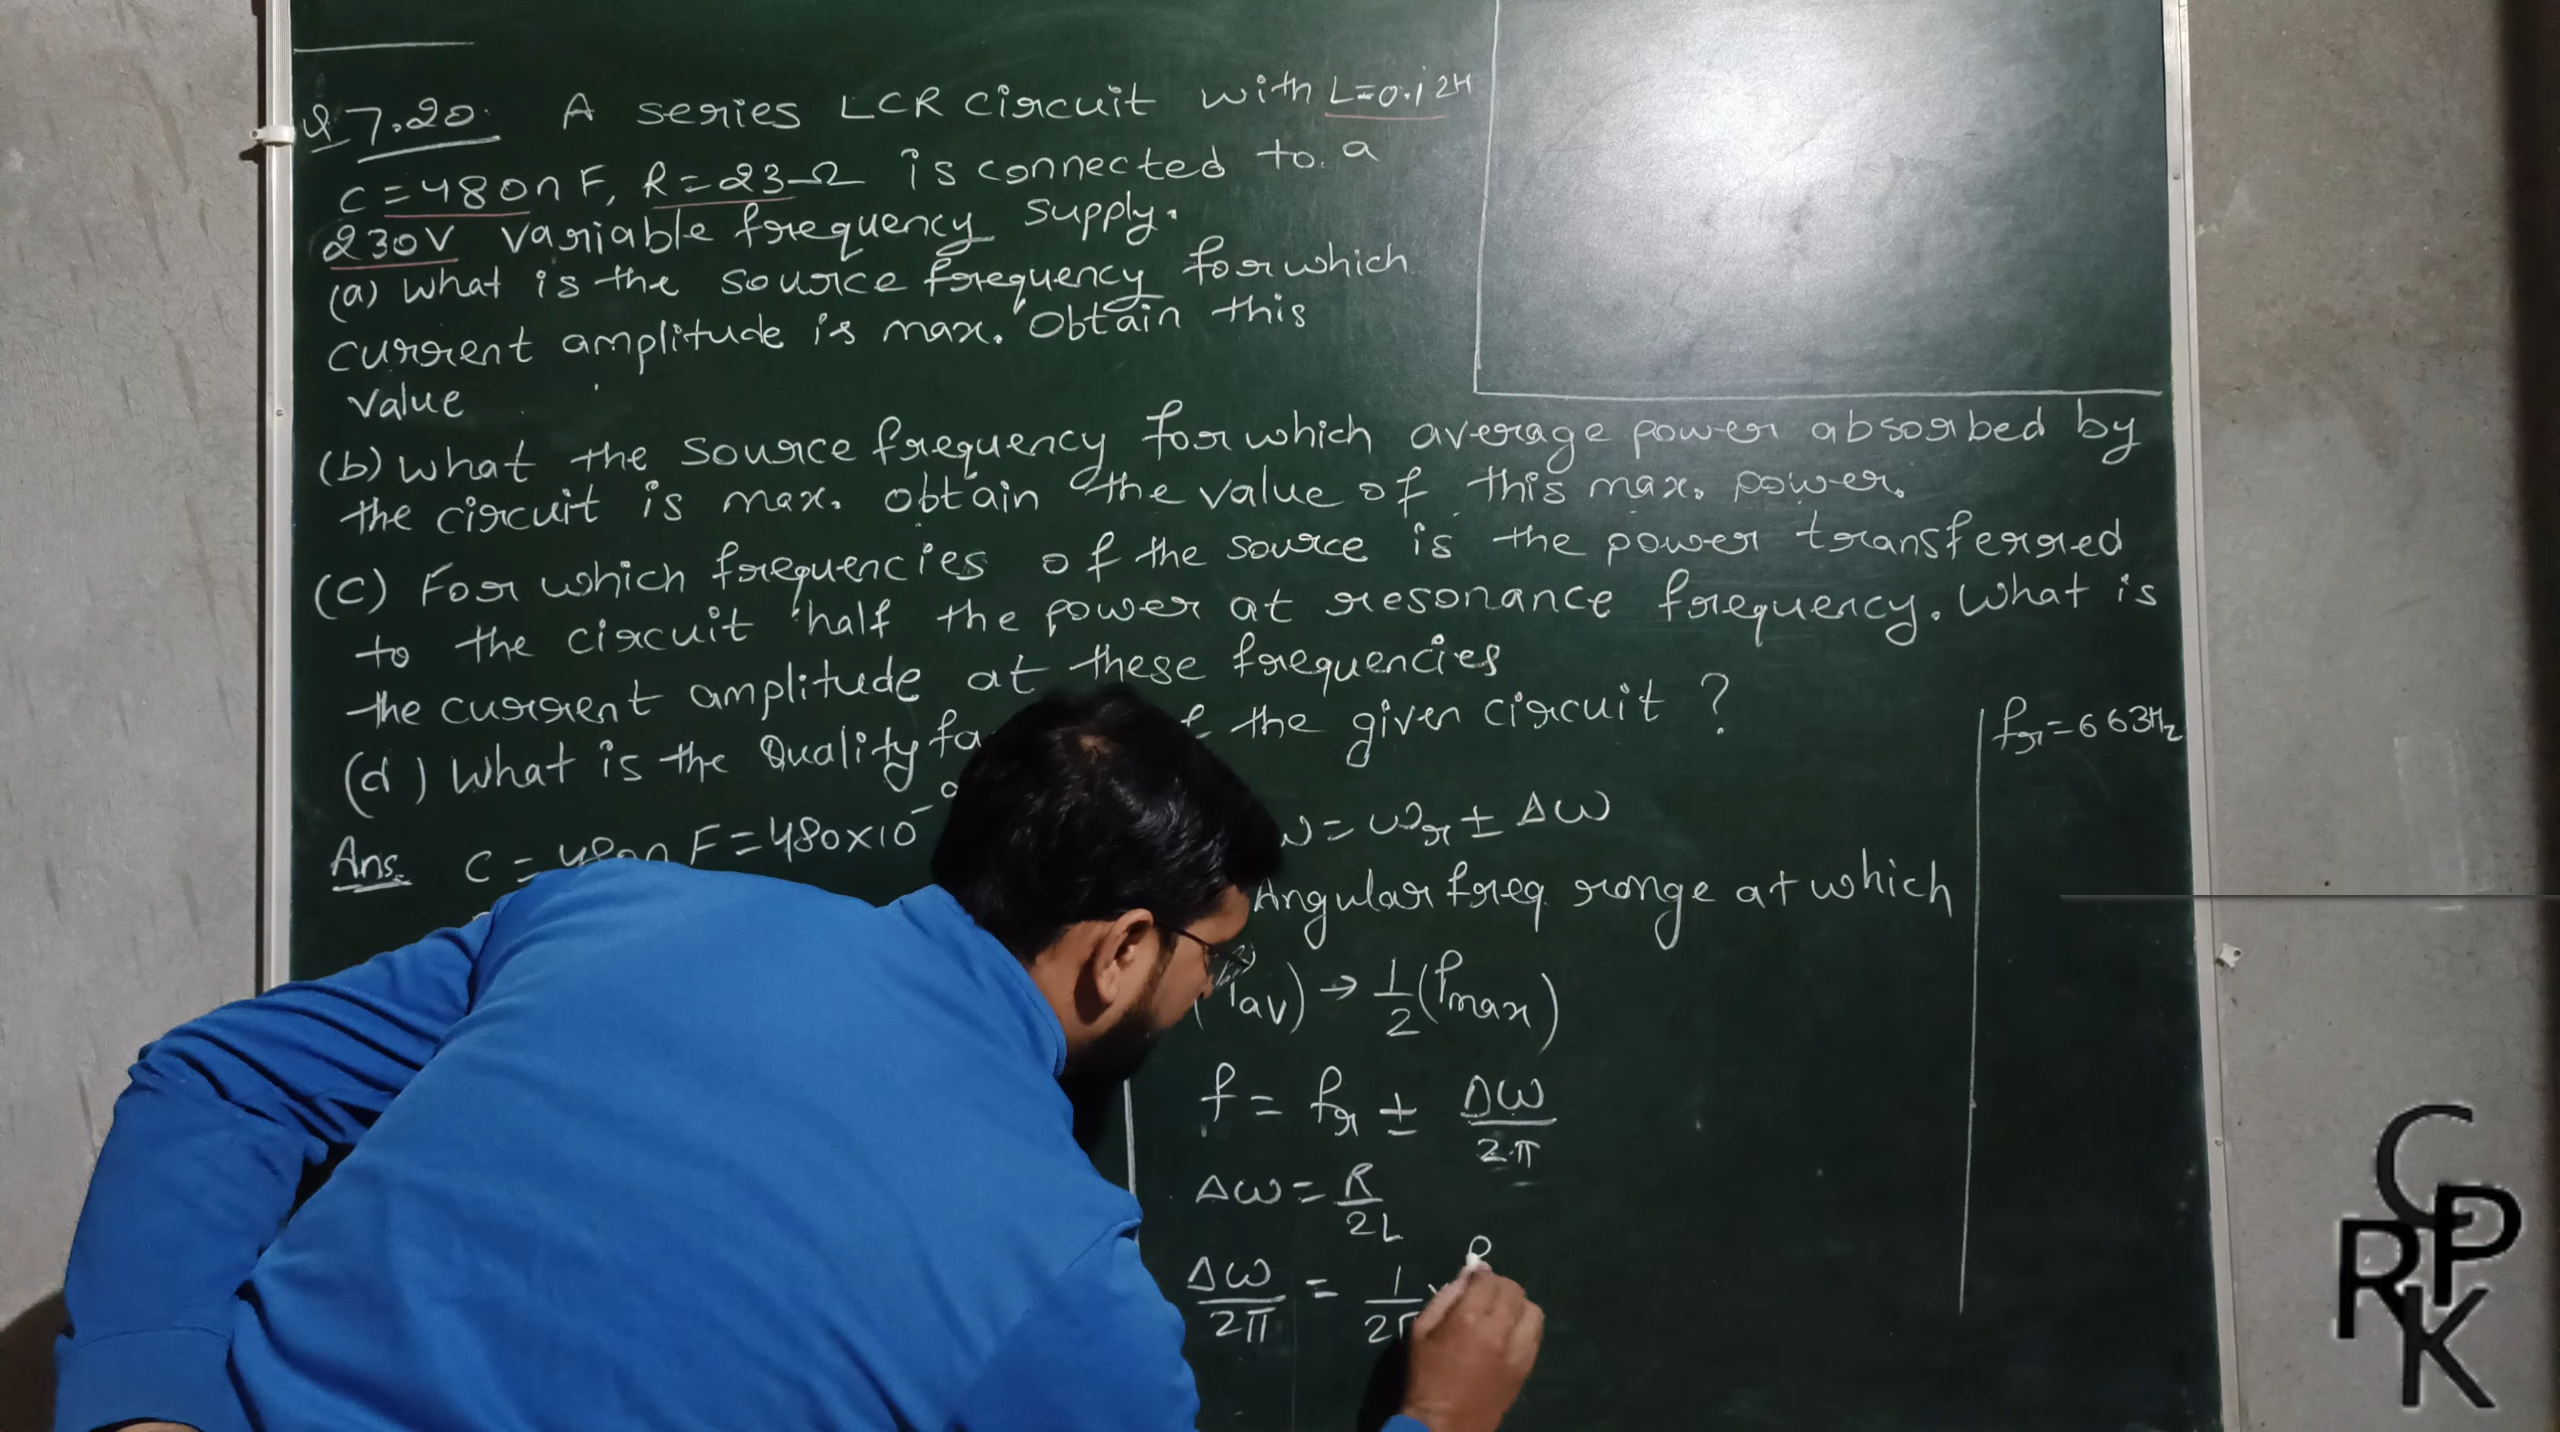 Q 7.20. A series LCR circuit with L=0.12H
C=480nF, R=23Ω is connected to a
230V variable frequency supply.
(a) What is the source frequency for which
current amplitude is max. Obtain this
value
(b) What the source frequency for which average power absorbed by
the circuit is max. obtain the value of this max. power.
(c) For which frequencies of the source is the power transferred
to the circuit half the power at resonance frequency. What is
the current amplitude at these frequencies
(d) What is the Quality fa the given circuit ?
Ans. C = 480n F = 480×10⁻
ω = ωr ± Δω
Angular freq range at which
(Pav) → 1/2 (Pmax)
f = fr ± Δω/2π
Δω = R/2L
Δω/2π = 1/2π
fr = 663Hz
CPRK